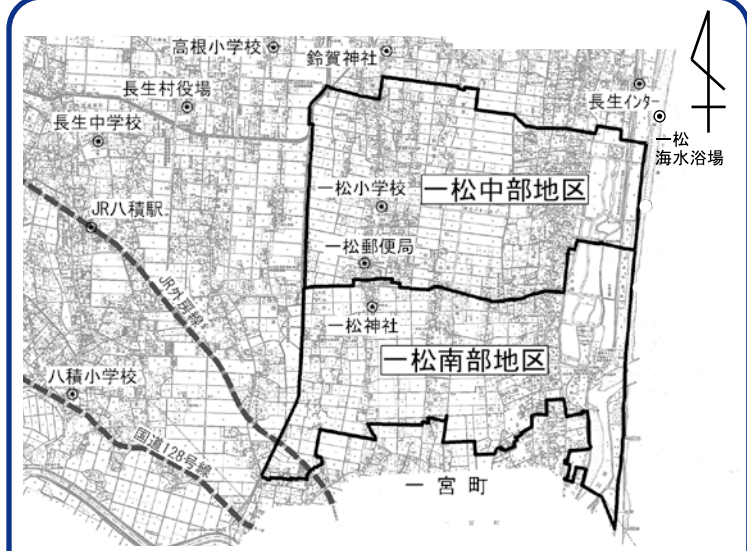 高根小学校
鈴賀神社
長生村役場
長生インター
長生中学校
一松
海水浴場
一松小学校
一松中部地区
JR八積駅
一松郵便局
JR外房線
一松神社
一松南部地区
八積小学校
国道128号線
一宮町